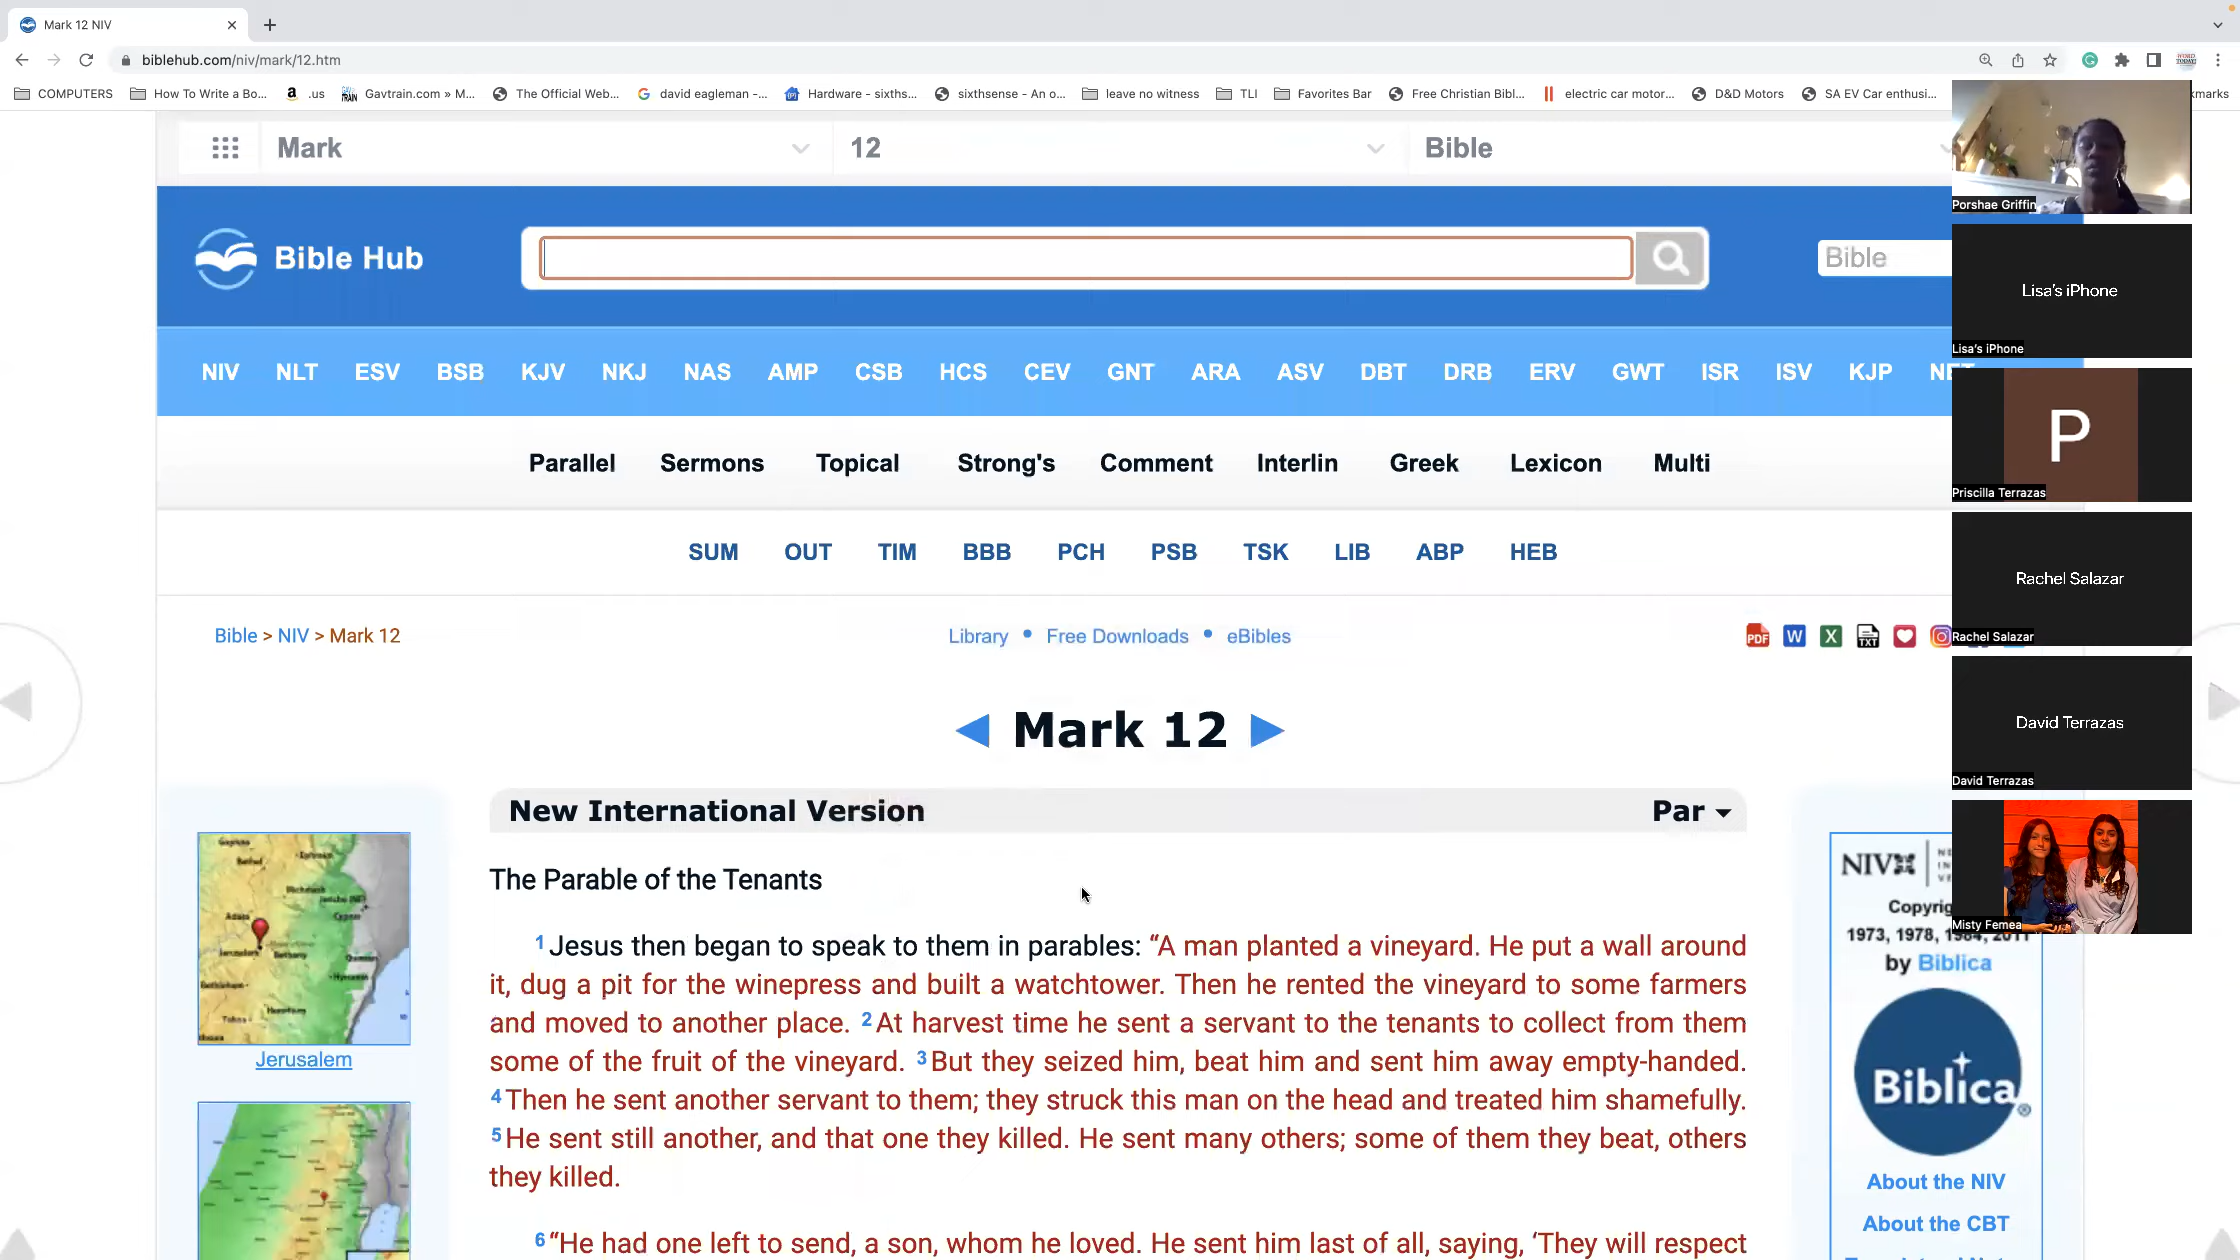 Mark 12 NIV
biblehub.com/niv/mark/12.htm
COMPUTERS
How To Write a Bo...
.us
Gavtrain.com » M...
The Official Web...
david eagleman -...
Hardware - sixths...
sixthsense - An o...
leave no witness
TLI
Favorites Bar
Free Christian Bibl...
electric car motor...
D&D Motors
SA EV Car enthusi...
Mark
12
Bible
Bible Hub
Bible
NIV NLT ESV BSB KJV NKJ NAS AMP CSB HCS CEV GNT ARA ASV DBT DRB ERV GWT ISR ISV KJP NET
Parallel Sermons Topical Strong's Comment Interlin Greek Lexicon Multi
SUM OUT TIM BBB PCH PSB TSK LIB ABP HEB
Bible > NIV > Mark 12
Library • Free Downloads • eBibles
PDF W X TXT
◀ Mark 12 ▶
New International Version
Par
The Parable of the Tenants
1 Jesus then began to speak to them in parables: “A man planted a vineyard. He put a wall around
it, dug a pit for the winepress and built a watchtower. Then he rented the vineyard to some farmers
and moved to another place. 2 At harvest time he sent a servant to the tenants to collect from them
some of the fruit of the vineyard. 3 But they seized him, beat him and sent him away empty-handed.
4 Then he sent another servant to them; they struck this man on the head and treated him shamefully.
5 He sent still another, and that one they killed. He sent many others; some of them they beat, others
they killed.
6 “He had one left to send, a son, whom he loved. He sent him last of all, saying, ‘They will respect
Jerusalem
NIV
1973, 1978, 1984, 2011
by Biblica
Biblica®
About the NIV
About the CBT
Porshae Griffin
Lisa's iPhone
Lisa's iPhone
P
Priscilla Terrazas
Rachel Salazar
Rachel Salazar
David Terrazas
David Terrazas
Misty Femea